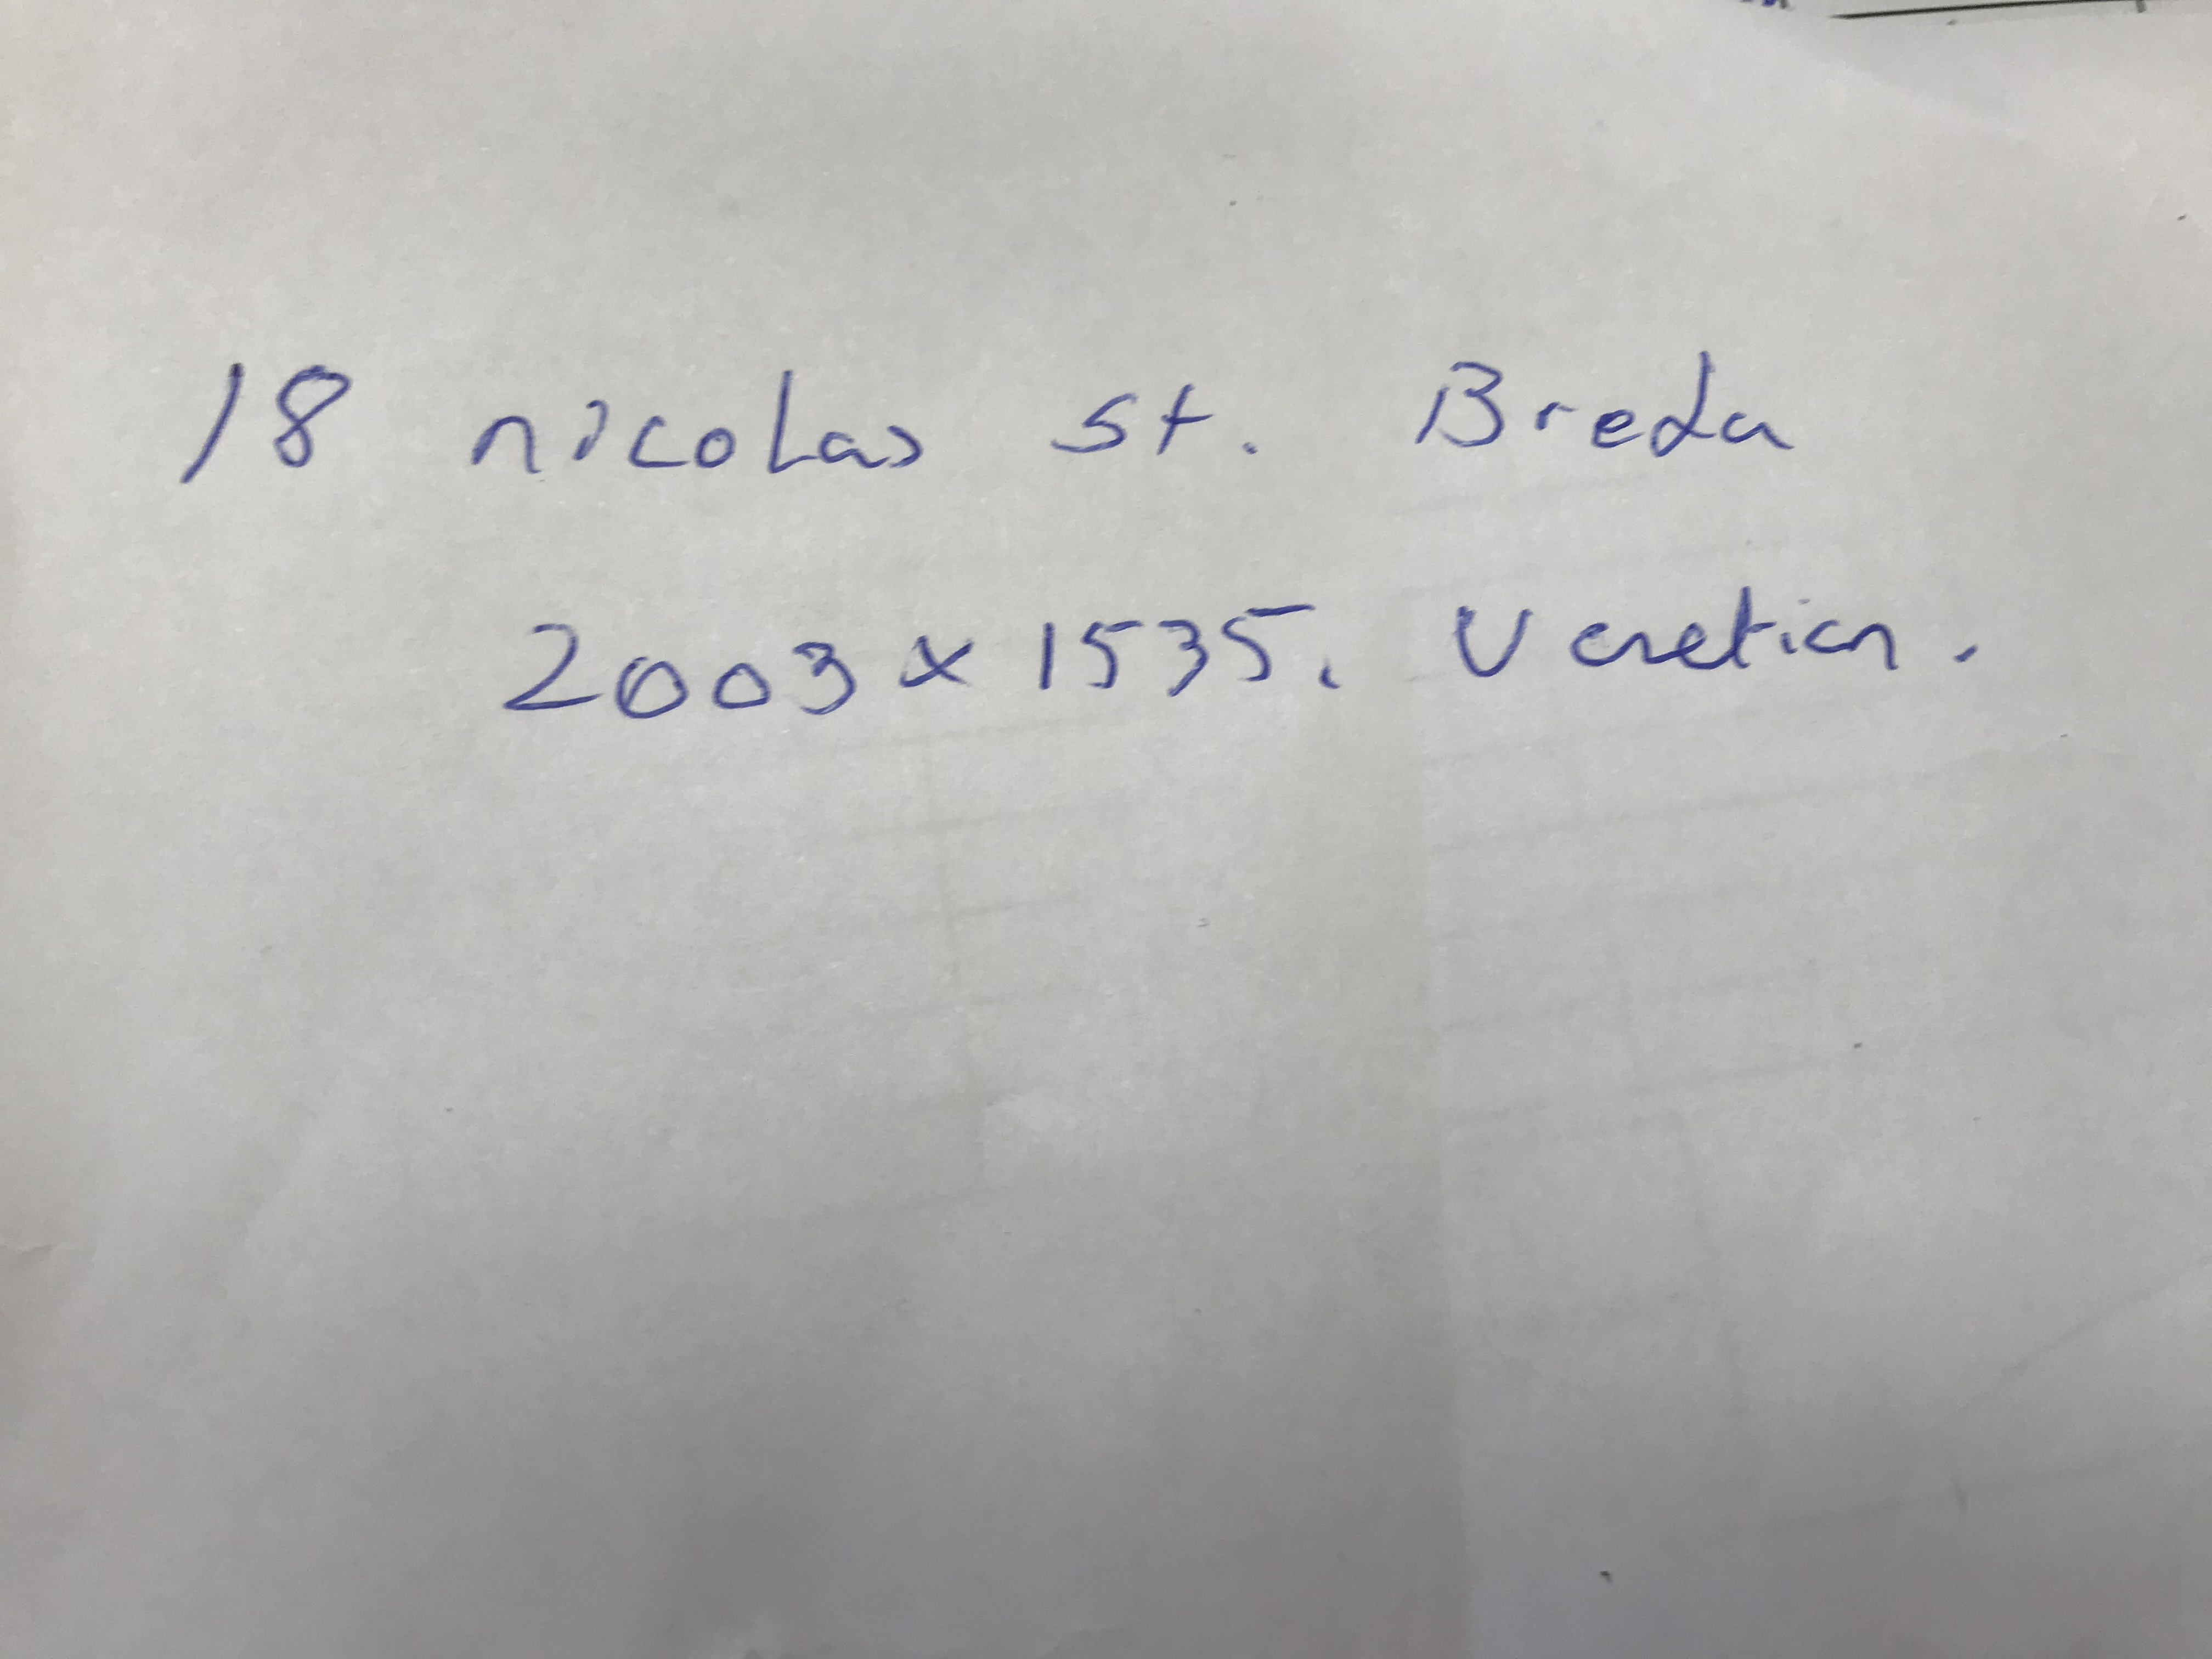 18 nicolas st. Breda
2003 x 1535. Venetian.